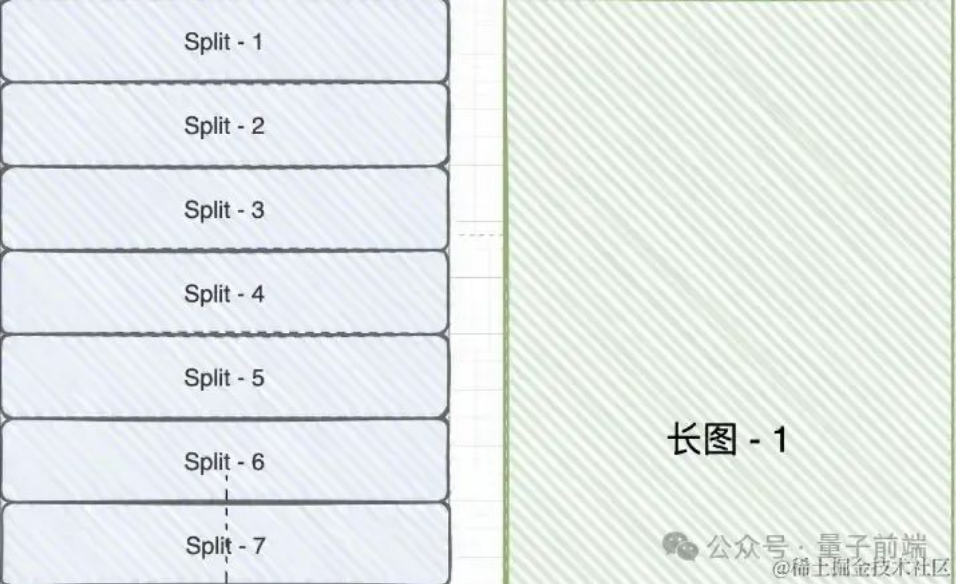 Split - 1
Split - 2
Split - 3
Split - 4
Split - 5
Split - 6
Split - 7
长图 - 1
公众号 · 量子前端
@稀土掘金技术社区